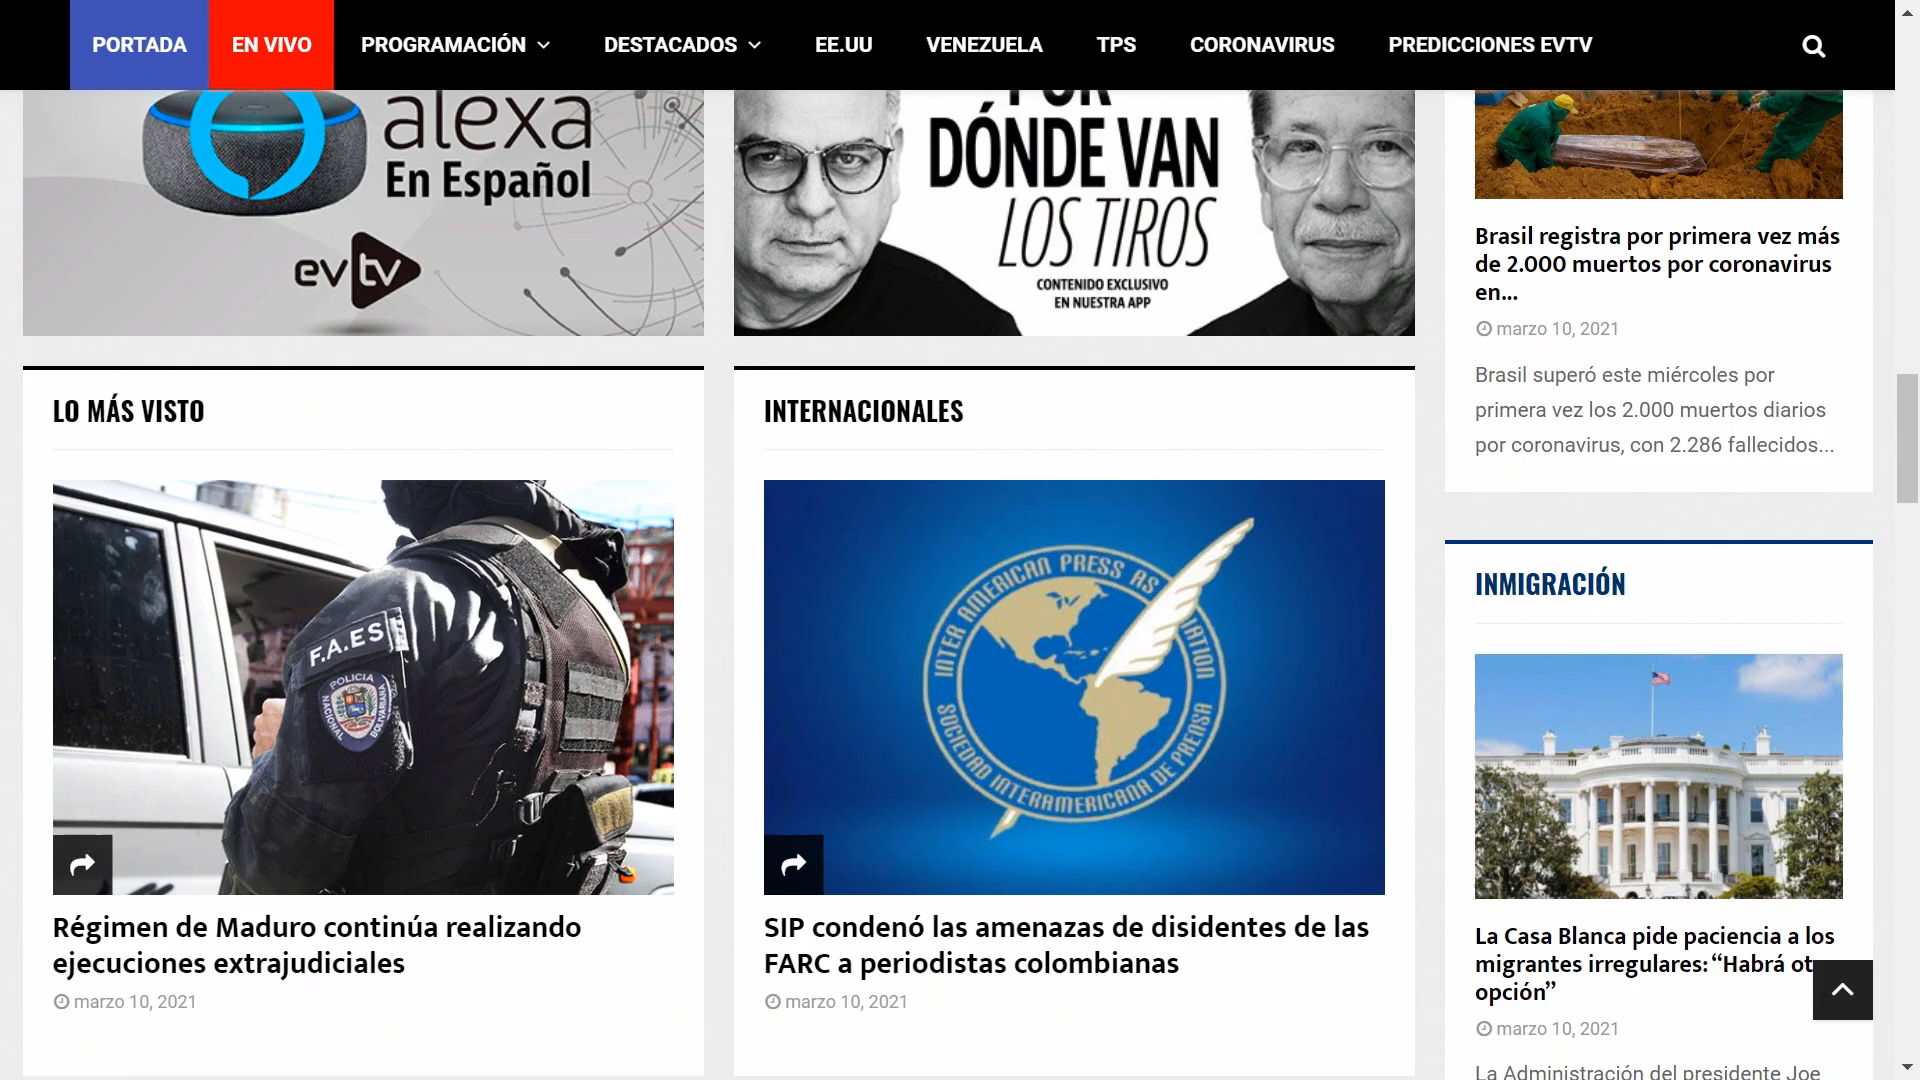 PORTADA
EN VIVO
PROGRAMACIÓN
DESTACADOS
EE.UU
VENEZUELA
TPS
CORONAVIRUS
PREDICCIONES EVTV
alexa
En Español
evtv
POR
DÓNDE VAN
LOS TIROS
CONTENIDO EXCLUSIVO
EN NUESTRA APP
LO MÁS VISTO
F.A.E.S
POLICIA
NACIONAL
BOLIVARIANA
Régimen de Maduro continúa realizando
ejecuciones extrajudiciales
marzo 10, 2021
INTERNACIONALES
INTER AMERICAN PRESS AS IATION
SOCIEDAD INTERAMERICANA DE PRENSA
SIP condenó las amenazas de disidentes de las
FARC a periodistas colombianas
marzo 10, 2021
Brasil registra por primera vez más
de 2.000 muertos por coronavirus
en...
marzo 10, 2021
Brasil superó este miércoles por
primera vez los 2.000 muertos diarios
por coronavirus, con 2.286 fallecidos...
INMIGRACIÓN
La Casa Blanca pide paciencia a los
migrantes irregulares: “Habrá ot
opción”
marzo 10, 2021
La Administración del presidente Joe